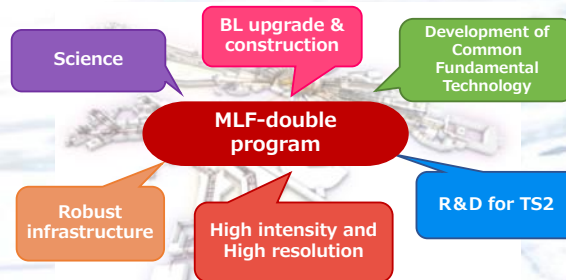 BL upgrade &
construction
Development of
Common
Fundamental
Technology
Science
MLF-double
program
Robust
infrastructure
High intensity and
High resolution
R&D for TS2